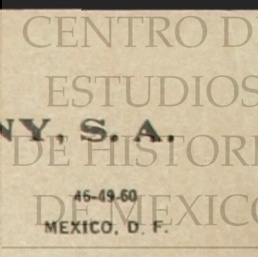 CENTRO D
ESTUDIOS
NY, S. A.
DE HISTORI
46-49-60
DE MEXICO
MEXICO, D. F.